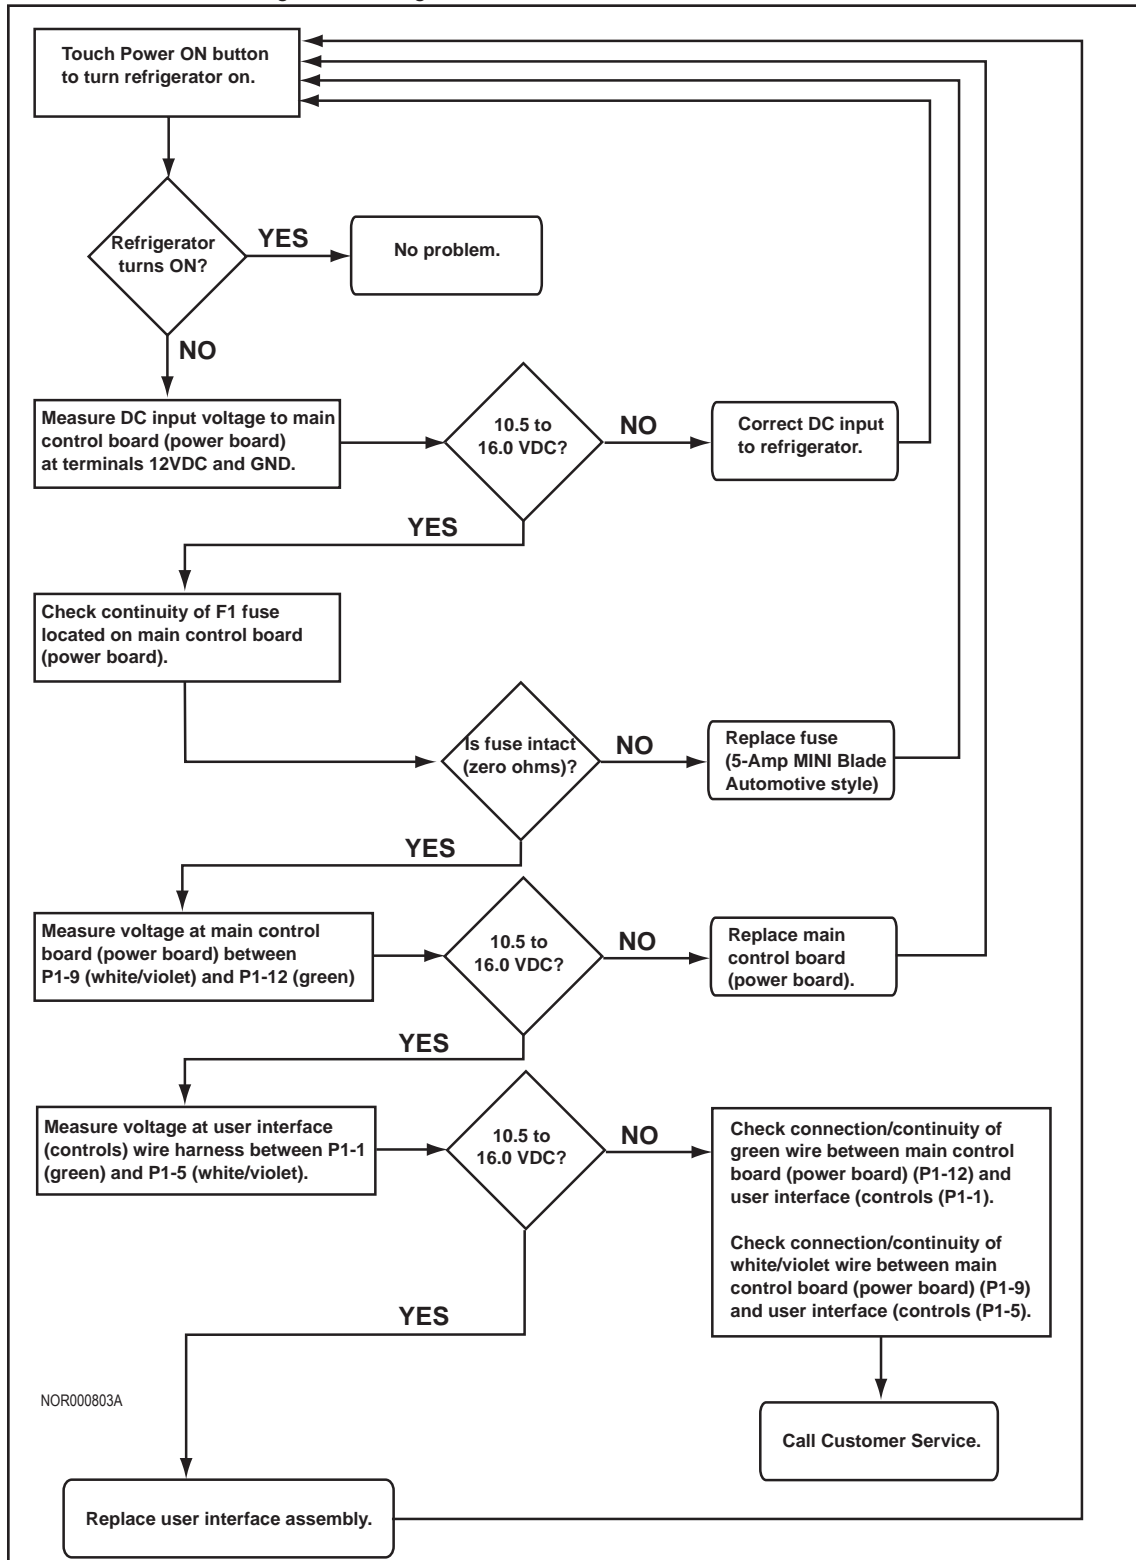 Touch Power ON button
to turn refrigerator on.
Refrigerator
turns ON?
YES
No problem.
NO
Measure DC input voltage to main
control board (power board)
at terminals 12VDC and GND.
10.5 to
16.0 VDC?
NO
Correct DC input
to refrigerator.
YES
Check continuity of F1 fuse
located on main control board
(power board).
Is fuse intact
(zero ohms)?
NO
Replace fuse
(5-Amp MINI Blade
Automotive style)
YES
Measure voltage at main control
board (power board) between
P1-9 (white/violet) and P1-12 (green)
10.5 to
16.0 VDC?
NO
Replace main
control board
(power board).
YES
Measure voltage at user interface
(controls) wire harness between P1-1
(green) and P1-5 (white/violet).
10.5 to
16.0 VDC?
NO
Check connection/continuity of
green wire between main control
board (power board) (P1-12) and
user interface (controls (P1-1).
Check connection/continuity of
white/violet wire between main
control board (power board) (P1-9)
and user interface (controls (P1-5).
YES
NOR000803A
Call Customer Service.
Replace user interface assembly.